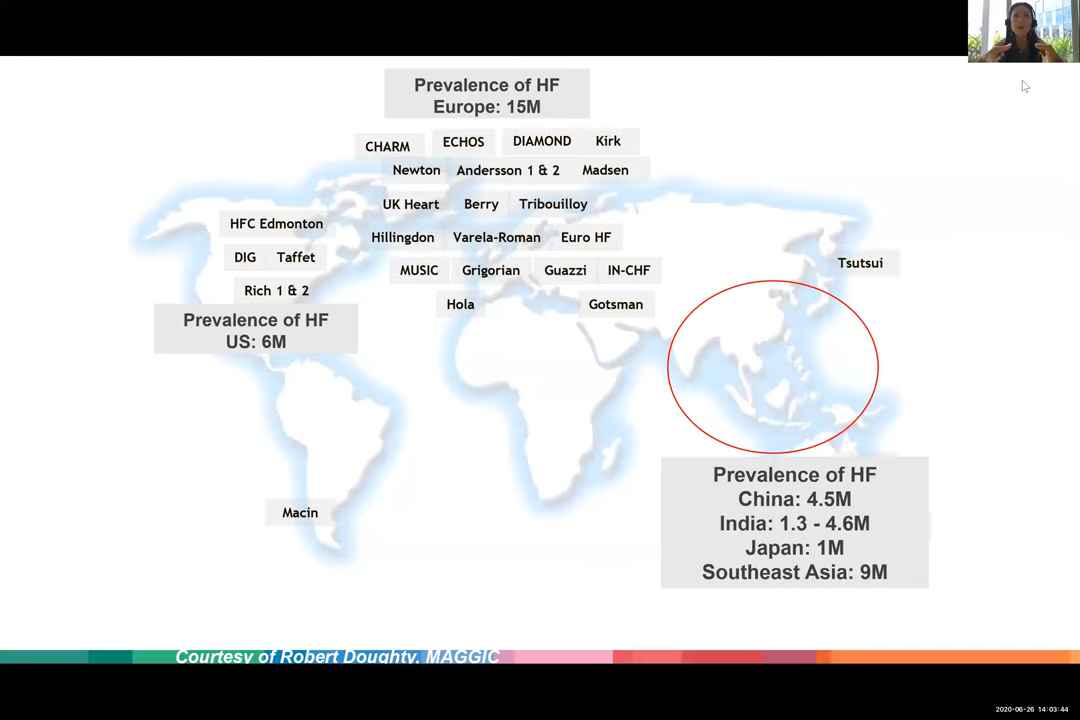 Prevalence of HF
Europe: 15M
CHARM ECHOS DIAMOND Kirk
Newton Andersson 1 & 2 Madsen
UK Heart Berry Tribouilloy
HFC Edmonton
Hillingdon Varela-Roman Euro HF
DIG Taffet
Tsutsui
MUSIC Grigorian Guazzi IN-CHF
Rich 1 & 2
Hola Gotsman
Prevalence of HF
US: 6M
Prevalence of HF
China: 4.5M
India: 1.3 - 4.6M
Japan: 1M
Southeast Asia: 9M
Macin
Courtesy of Robert Doughty, MAGGIC
2020-06-26 14:03:44